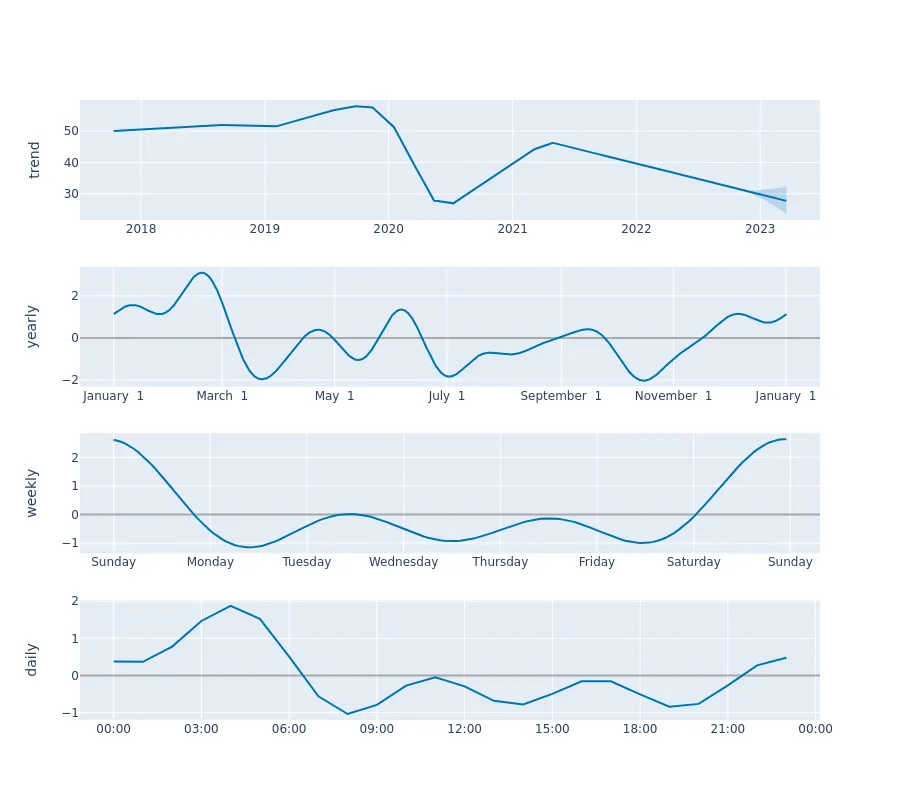 trend
50
40
30
2018 2019 2020 2021 2022 2023
yearly
2
0
−2
January 1 March 1 May 1 July 1 September 1 November 1 January 1
weekly
2
1
0
−1
Sunday Monday Tuesday Wednesday Thursday Friday Saturday Sunday
daily
2
1
0
−1
00:00 03:00 06:00 09:00 12:00 15:00 18:00 21:00 00:00